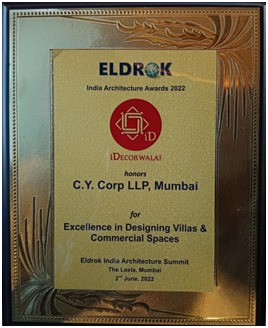 ELDROK
India Architecture Awards 2022
iD
iDECORWALA!
honors
C.Y. Corp LLP, Mumbai
for
Excellence in Designing Villas &
Commercial Spaces
Eldrok India Architecture Summit
The Leela, Mumbai
2nd June, 2022